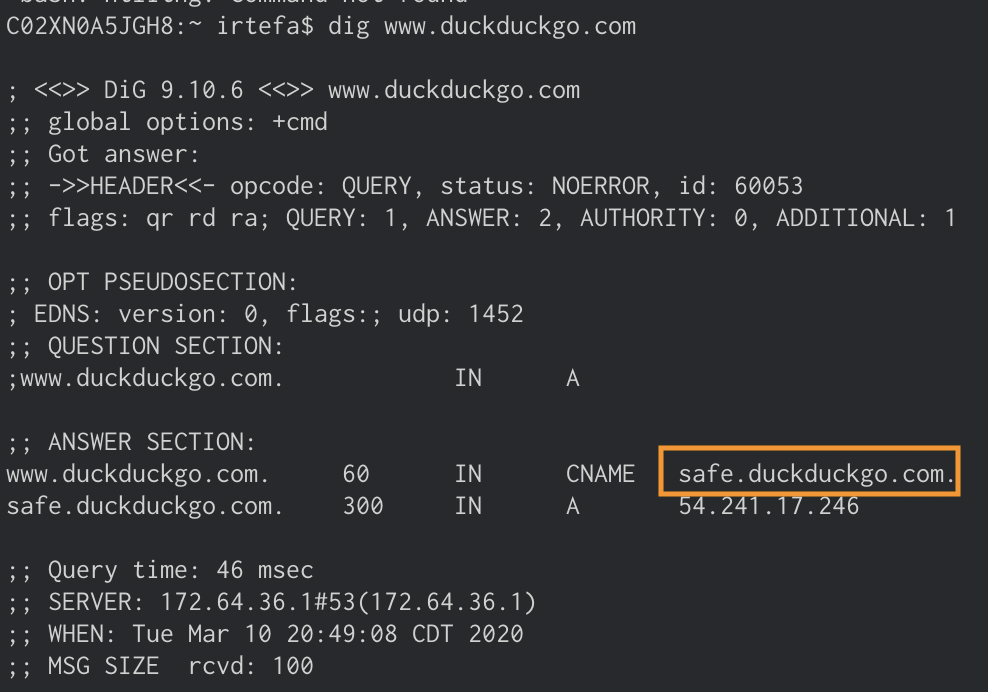 C02XN0A5JGH8:~ irtefa$ dig www.duckduckgo.com
; <<>> DiG 9.10.6 <<>> www.duckduckgo.com
;; global options: +cmd
;; Got answer:
;; ->>HEADER<<- opcode: QUERY, status: NOERROR, id: 60053
;; flags: qr rd ra; QUERY: 1, ANSWER: 2, AUTHORITY: 0, ADDITIONAL: 1
;; OPT PSEUDOSECTION:
; EDNS: version: 0, flags:; udp: 1452
;; QUESTION SECTION:
;www.duckduckgo.com. IN A
;; ANSWER SECTION:
www.duckduckgo.com. 60 IN CNAME safe.duckduckgo.com.
safe.duckduckgo.com. 300 IN A 54.241.17.246
;; Query time: 46 msec
;; SERVER: 172.64.36.1#53(172.64.36.1)
;; WHEN: Tue Mar 10 20:49:08 CDT 2020
;; MSG SIZE rcvd: 100